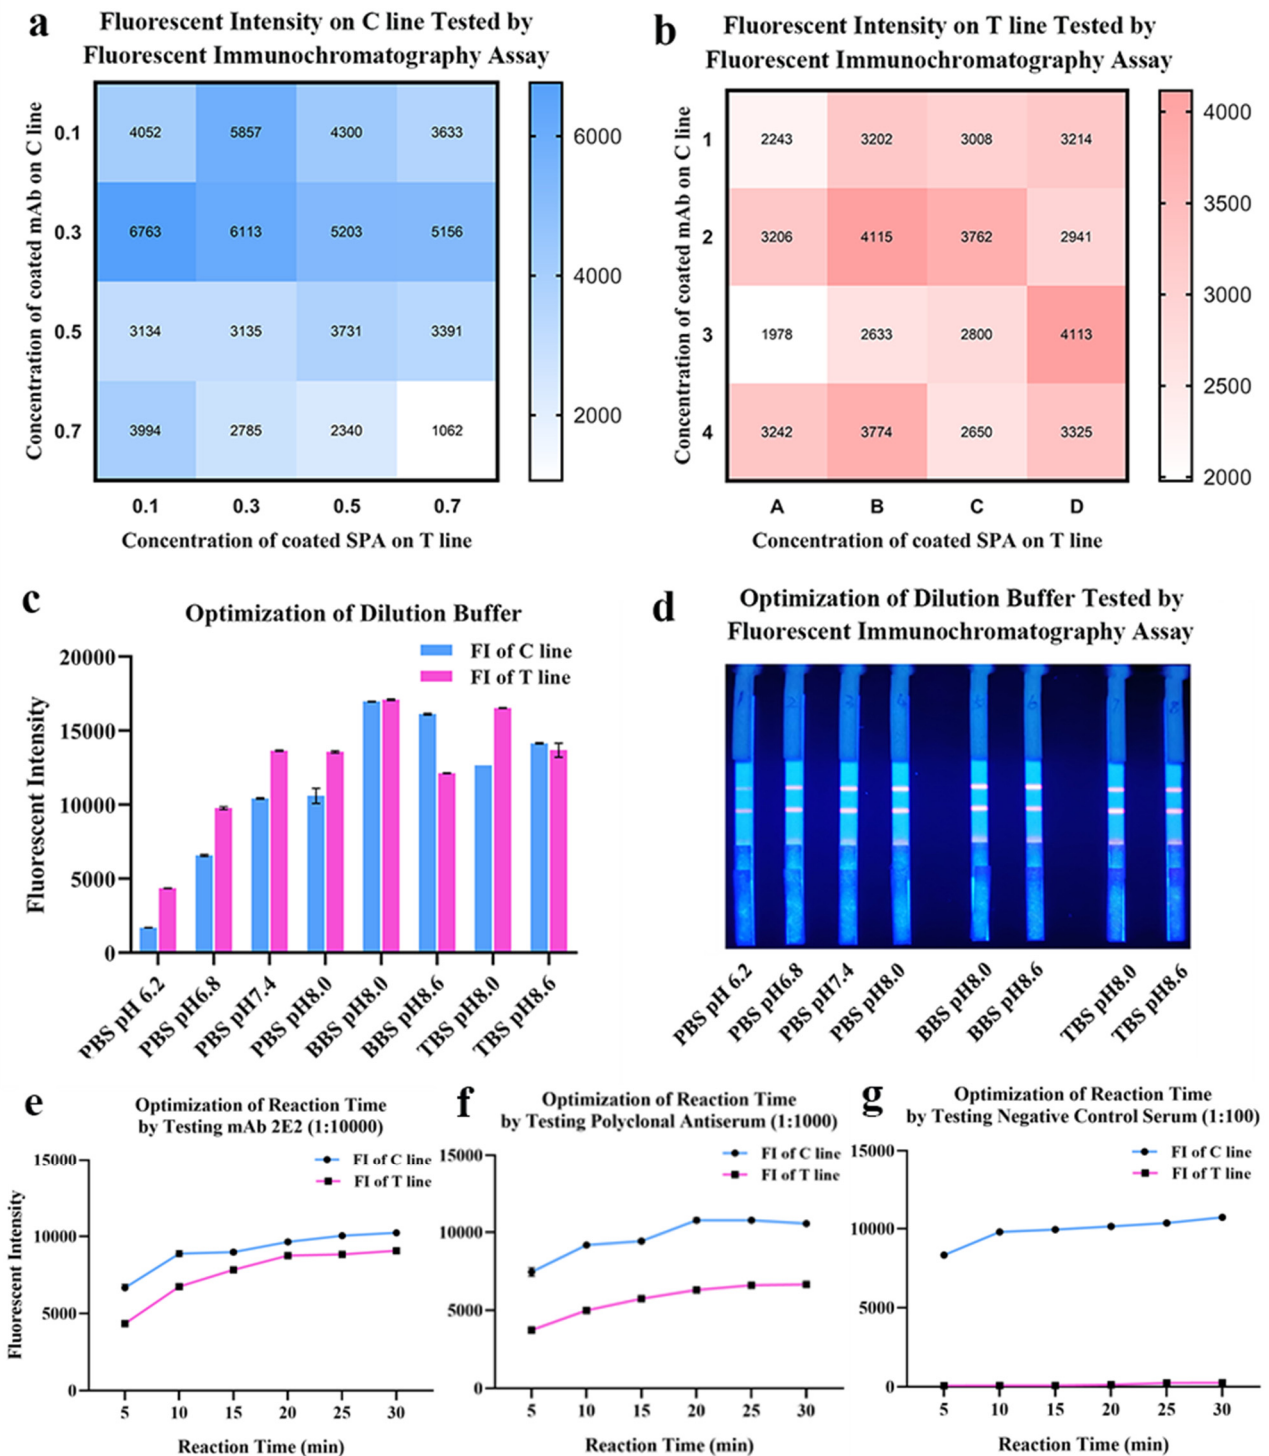 a
Fluorescent Intensity on C line Tested by
Fluorescent Immunochromatography Assay
Concentration of coated mAb on C line
0.1 4052 5857 4300 3633
0.3 6763 6113 5203 5156
0.5 3134 3135 3731 3391
0.7 3994 2785 2340 1062
0.1 0.3 0.5 0.7
Concentration of coated SPA on T line
6000
4000
2000
b
Fluorescent Intensity on T line Tested by
Fluorescent Immunochromatography Assay
Concentration of coated mAb on C line
1 2243 3202 3008 3214
2 3206 4115 3762 2941
3 1978 2633 2800 4113
4 3242 3774 2650 3325
A B C D
Concentration of coated SPA on T line
4000
3500
3000
2500
2000
c
Optimization of Dilution Buffer
FI of C line
FI of T line
Fluorescent Intensity
20000
15000
10000
5000
0
PBS pH 6.2
PBS pH6.8
PBS pH7.4
PBS pH8.0
BBS pH8.0
BBS pH8.6
TBS pH8.0
TBS pH8.6
d
Optimization of Dilution Buffer Tested by
Fluorescent Immunochromatography Assay
PBS pH 6.2
PBS pH6.8
PBS pH7.4
PBS pH8.0
BBS pH8.0
BBS pH8.6
TBS pH8.0
TBS pH8.6
e
Optimization of Reaction Time
by Testing mAb 2E2 (1:10000)
FI of C line
FI of T line
Fluorescent Intensity
15000
10000
5000
0
5 10 15 20 25 30
Reaction Time (min)
f
Optimization of Reaction Time
by Testing Polyclonal Antiserum (1:1000)
FI of C line
FI of T line
15000
10000
5000
0
5 10 15 20 25 30
Reaction Time (min)
g
Optimization of Reaction Time
by Testing Negative Control Serum (1:100)
FI of C line
FI of T line
15000
10000
5000
0
5 10 15 20 25 30
Reaction Time (min)